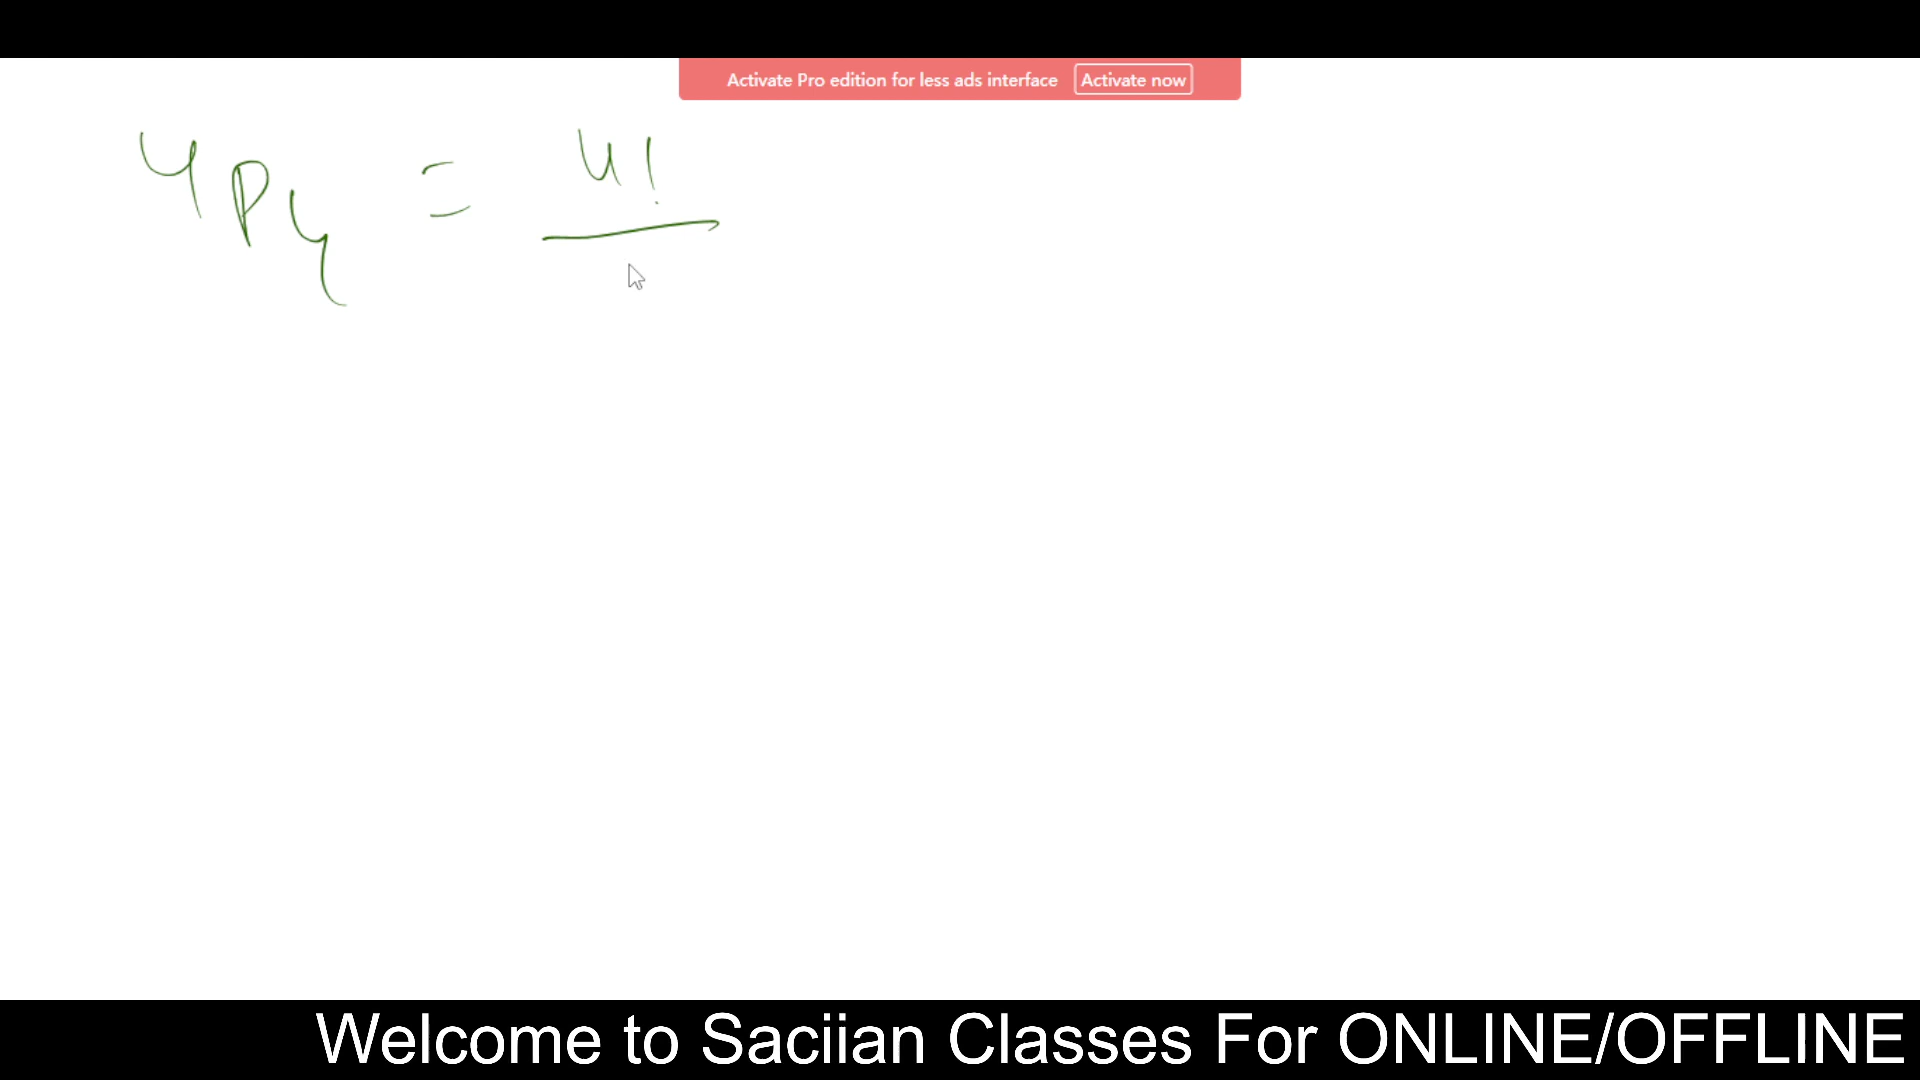 Activate Pro edition for less ads interface Activate now
4P4 = 4!
Welcome to Saciian Classes For ONLINE/OFFLINE